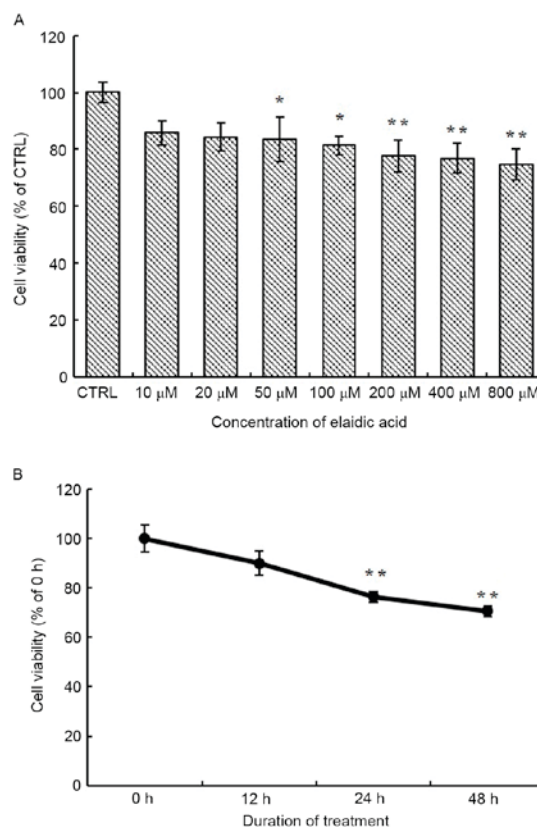 A
120
100
80
60
40
20
0
Cell viability (% of CTRL)
*
*
**
**
**
CTRL 10 μM 20 μM 50 μM 100 μM 200 μM 400 μM 800 μM
Concentration of elaidic acid
B
120
100
80
60
40
20
0
Cell viability (% of 0 h)
**
**
0 h 12 h 24 h 48 h
Duration of treatment